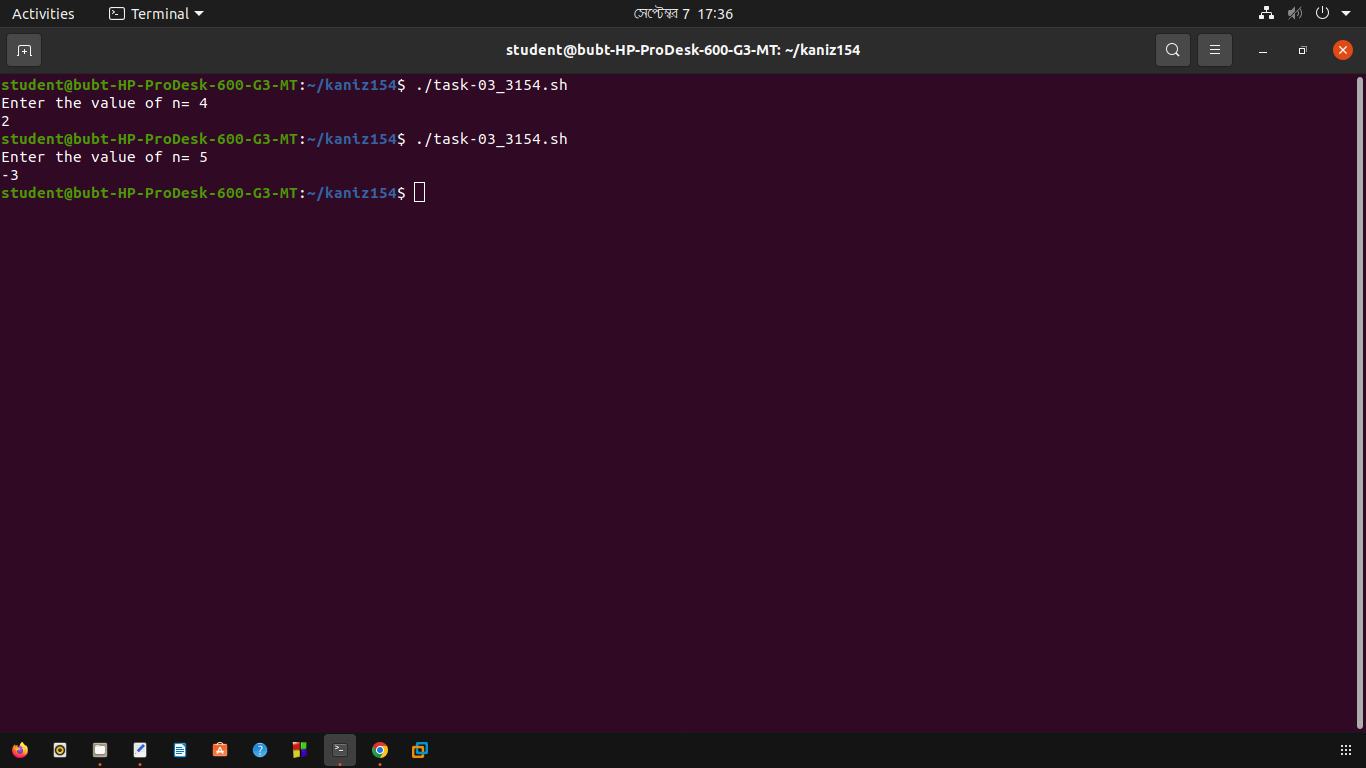 Activities Terminal সেপ্টেম্বর 7 17:36
student@bubt-HP-ProDesk-600-G3-MT: ~/kaniz154
student@bubt-HP-ProDesk-600-G3-MT:~/kaniz154$ ./task-03_3154.sh
Enter the value of n= 4
2
student@bubt-HP-ProDesk-600-G3-MT:~/kaniz154$ ./task-03_3154.sh
Enter the value of n= 5
-3
student@bubt-HP-ProDesk-600-G3-MT:~/kaniz154$